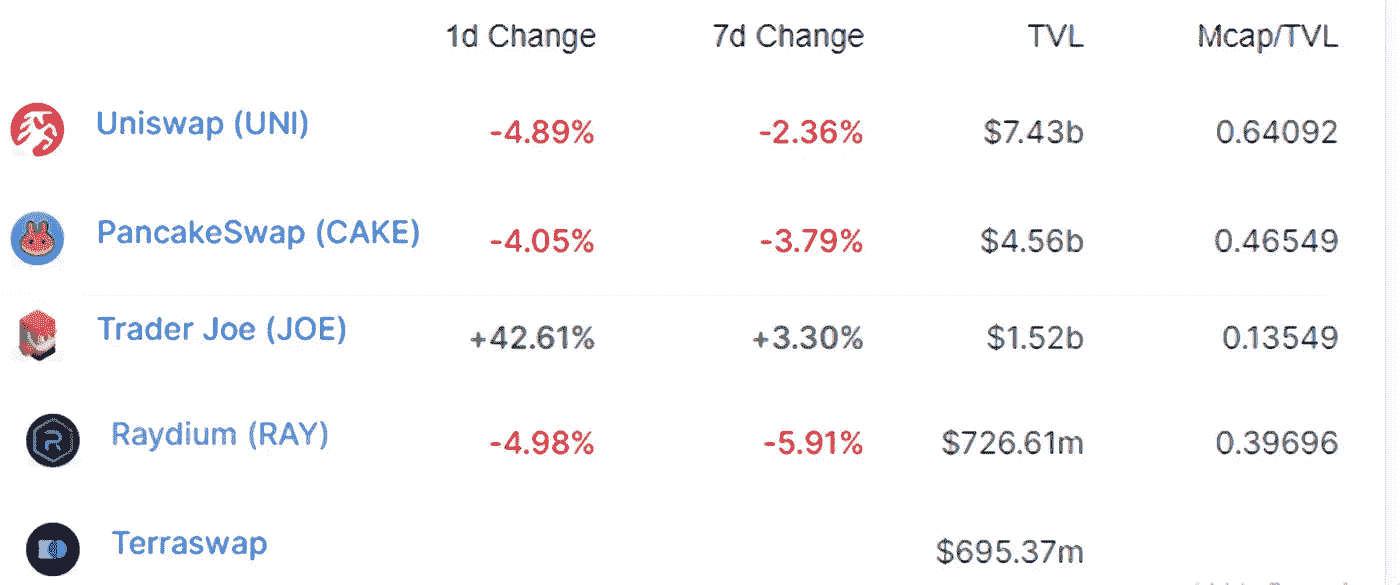 1d Change 7d Change TVL Mcap/TVL
Uniswap (UNI) -4.89% -2.36% $7.43b 0.64092
PancakeSwap (CAKE) -4.05% -3.79% $4.56b 0.46549
Trader Joe (JOE) +42.61% +3.30% $1.52b 0.13549
Raydium (RAY) -4.98% -5.91% $726.61m 0.39696
Terraswap $695.37m